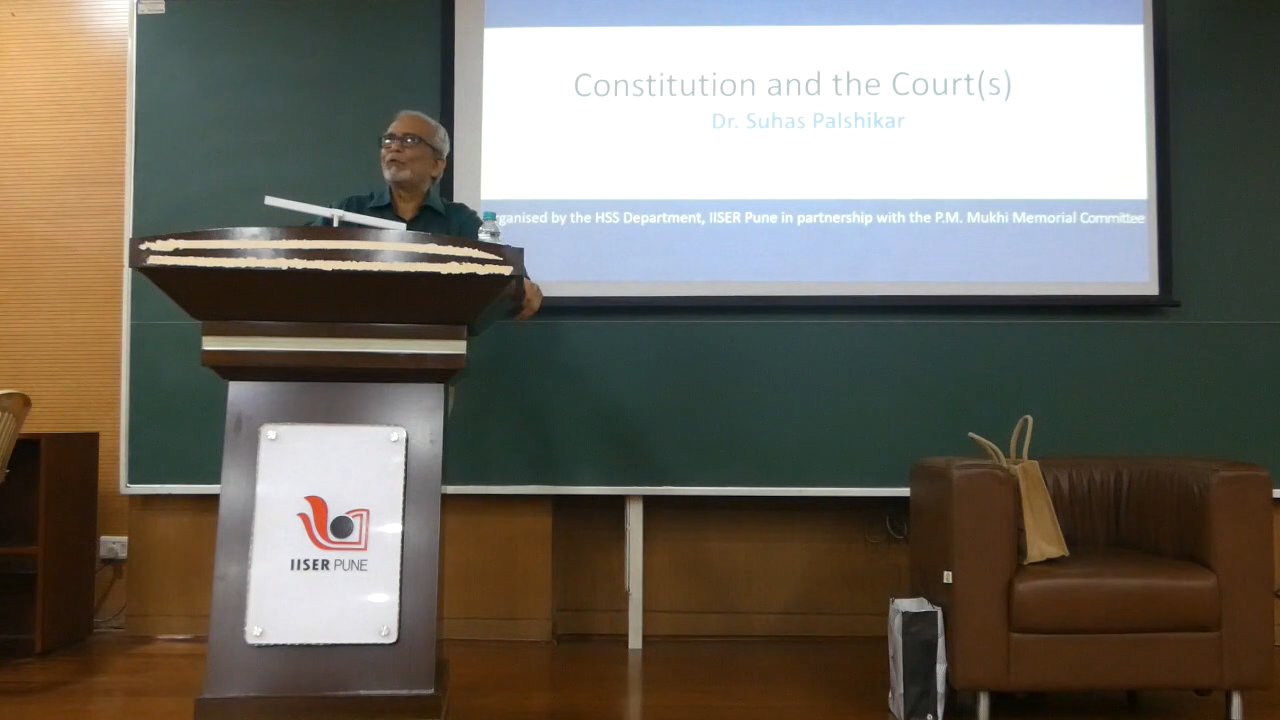 Constitution and the Court(s)
Dr. Suhas Palshikar
rganised by the HSS Department, IISER Pune in partnership with the P.M. Mukhi Memorial Committee
IISER PUNE